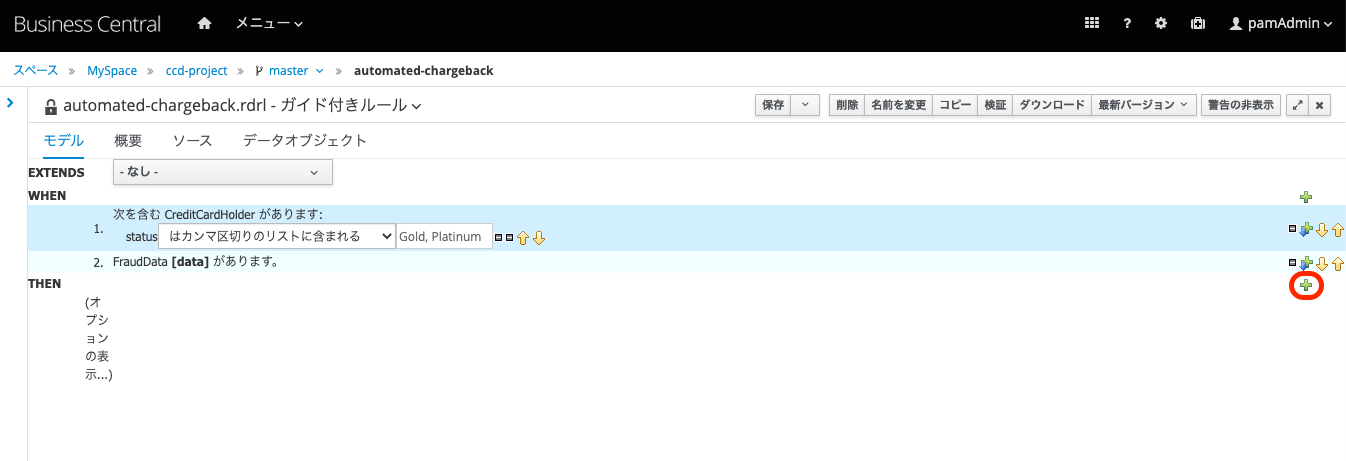 Business Central メニュー ? pamAdmin
スペース » MySpace » ccd-project » master » automated-chargeback
automated-chargeback.rdrl - ガイド付きルール 保存 削除 名前を変更 コピー 検証 ダウンロード 最新バージョン 警告の非表示
モデル 概要 ソース データオブジェクト
EXTENDS - なし -
WHEN
1. 次を含む CreditCardHolder があります:
status はカンマ区切りのリストに含まれる Gold, Platinum
2. FraudData [data] があります。
THEN
(オ
プシ
ョン
の表
示...)